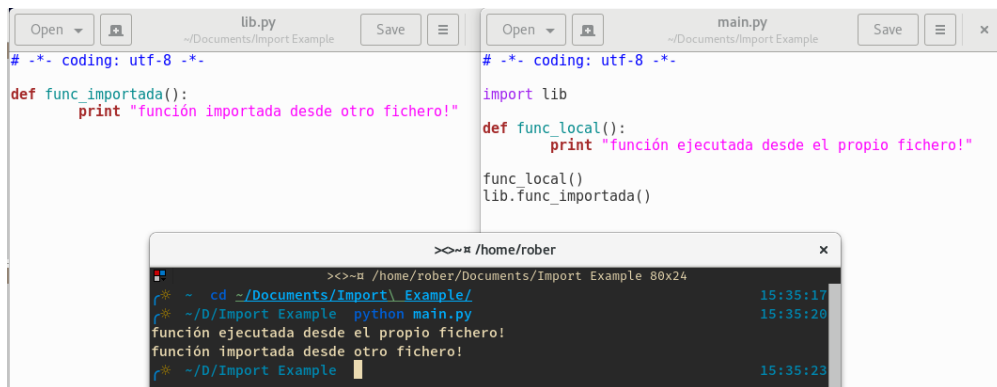 Open
lib.py
~/Documents/Import Example
Save
# -*- coding: utf-8 -*-
def func_importada():
print "función importada desde otro fichero!"
Open
main.py
~/Documents/Import Example
Save
# -*- coding: utf-8 -*-
import lib
def func_local():
print "función ejecutada desde el propio fichero!"
func_local()
lib.func_importada()
><>~¤ /home/rober
><>~¤ /home/rober/Documents/Import Example 80x24
~ cd ~/Documents/Import\ Example/ 15:35:17
~/D/Import Example python main.py 15:35:20
función ejecutada desde el propio fichero!
función importada desde otro fichero!
~/D/Import Example 15:35:23